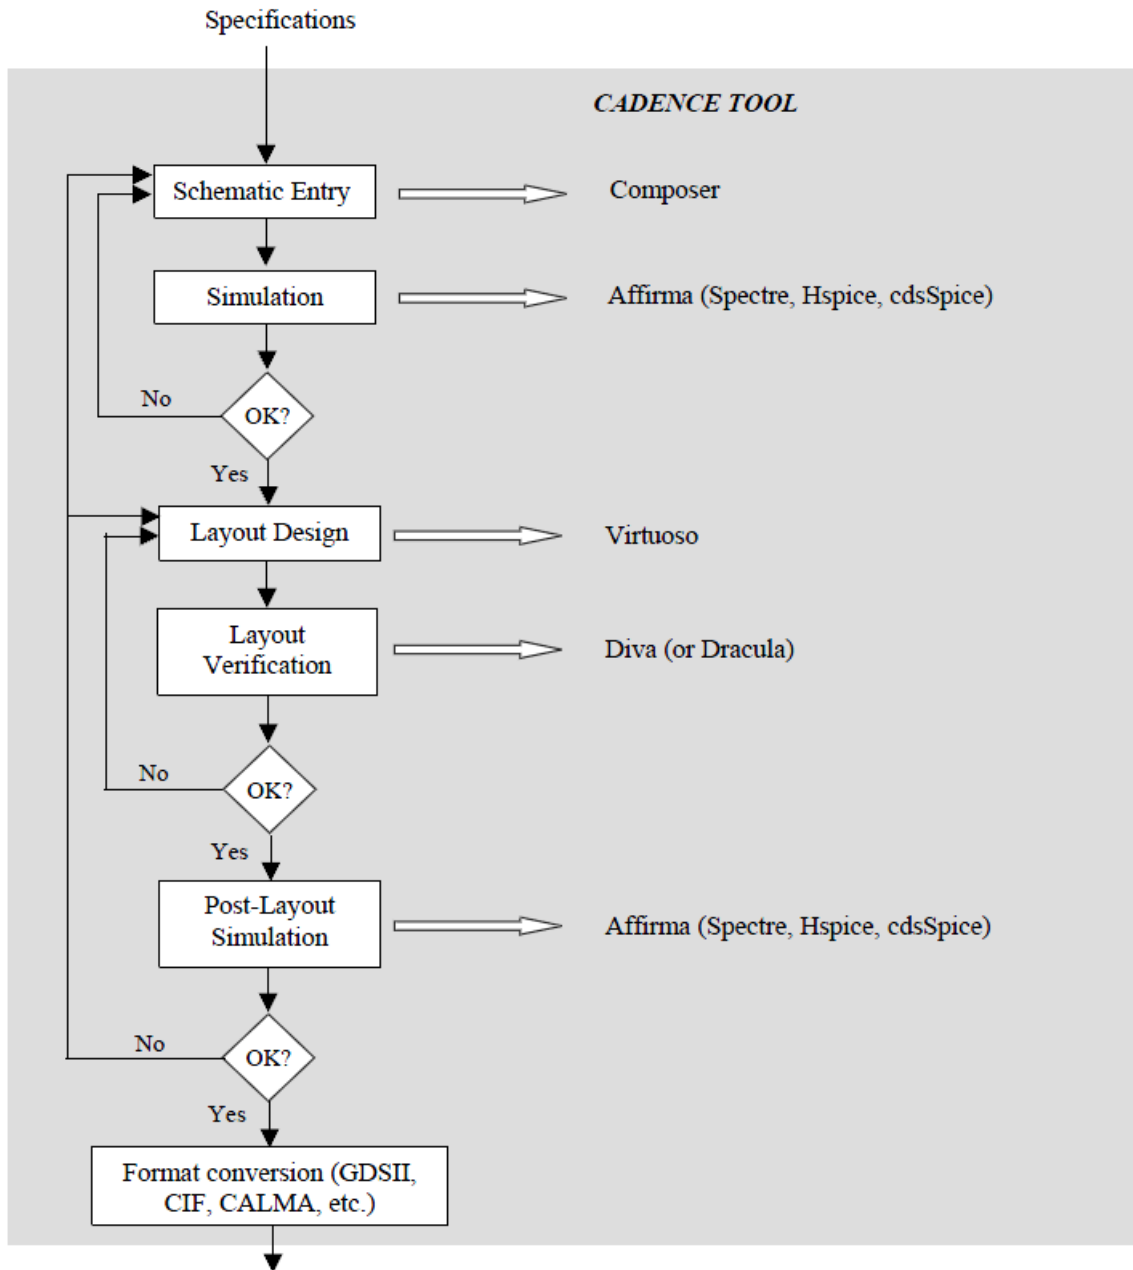 Specifications
CADENCE TOOL
Schematic Entry
Composer
Simulation
Affirma (Spectre, Hspice, cdsSpice)
No
OK?
Yes
Layout Design
Virtuoso
Layout
Verification
Diva (or Dracula)
No
OK?
Yes
Post-Layout
Simulation
Affirma (Spectre, Hspice, cdsSpice)
No
OK?
Yes
Format conversion (GDSII,
CIF, CALMA, etc.)